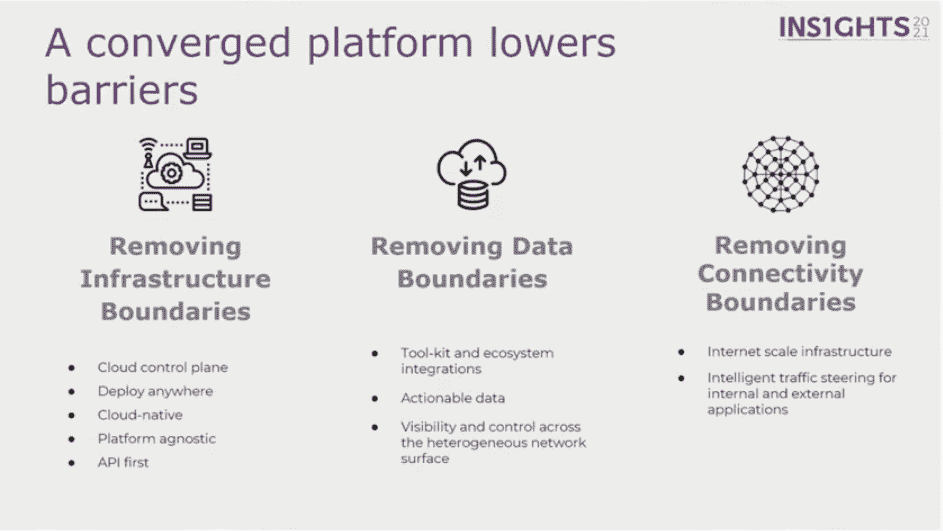 A converged platform lowers
barriers
INS1GHTS 20
21
Removing
Infrastructure
Boundaries
Cloud control plane
Deploy anywhere
Cloud-native
Platform agnostic
API first
Removing Data
Boundaries
Tool-kit and ecosystem
integrations
Actionable data
Visibility and control across
the heterogeneous network
surface
Removing
Connectivity
Boundaries
Internet scale infrastructure
Intelligent traffic steering for
internal and external
applications